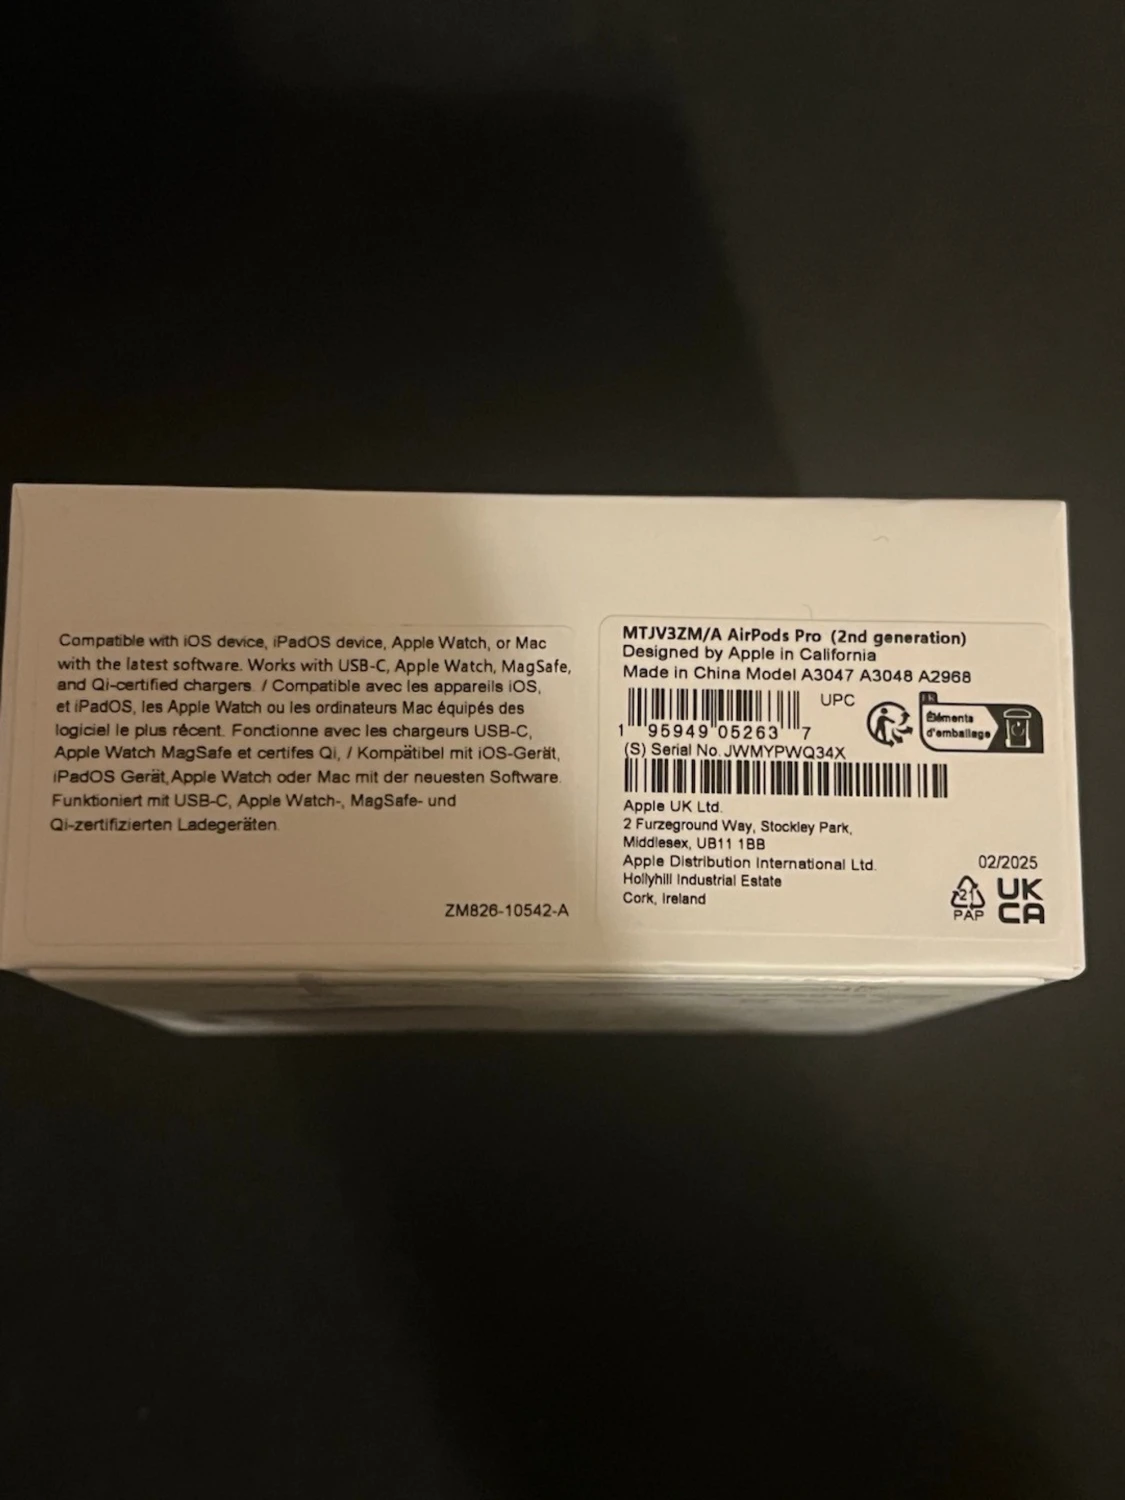 Compatible with iOS device, iPadOS device, Apple Watch, or Mac
with the latest software. Works with USB-C, Apple Watch, MagSafe,
and Qi-certified chargers. / Compatible avec les appareils iOS,
et iPadOS, les Apple Watch ou les ordinateurs Mac équipés des
logiciel le plus récent. Fonctionne avec les chargeurs USB-C,
Apple Watch MagSafe et certifes Qi, / Kompätibel mit iOS-Gerät,
iPadOS Gerät, Apple Watch oder Mac mit der neuesten Software.
Funktioniert mit USB-C, Apple Watch-, MagSafe- und
Qi-zertifizierten Ladegeräten.
ZM826-10542-A
MTJV3ZM/A AirPods Pro (2nd generation)
Designed by Apple in California
Made in China Model A3047 A3048 A2968
UPC
1 95949 05263 7
FR
Éléments
d'emballage
(S) Serial No. JWMYPWQ34X
Apple UK Ltd.
2 Furzeground Way, Stockley Park,
Middlesex, UB11 1BB
Apple Distribution International Ltd.
Hollyhill Industrial Estate
Cork, Ireland
02/2025
21
PAP
UK
CA